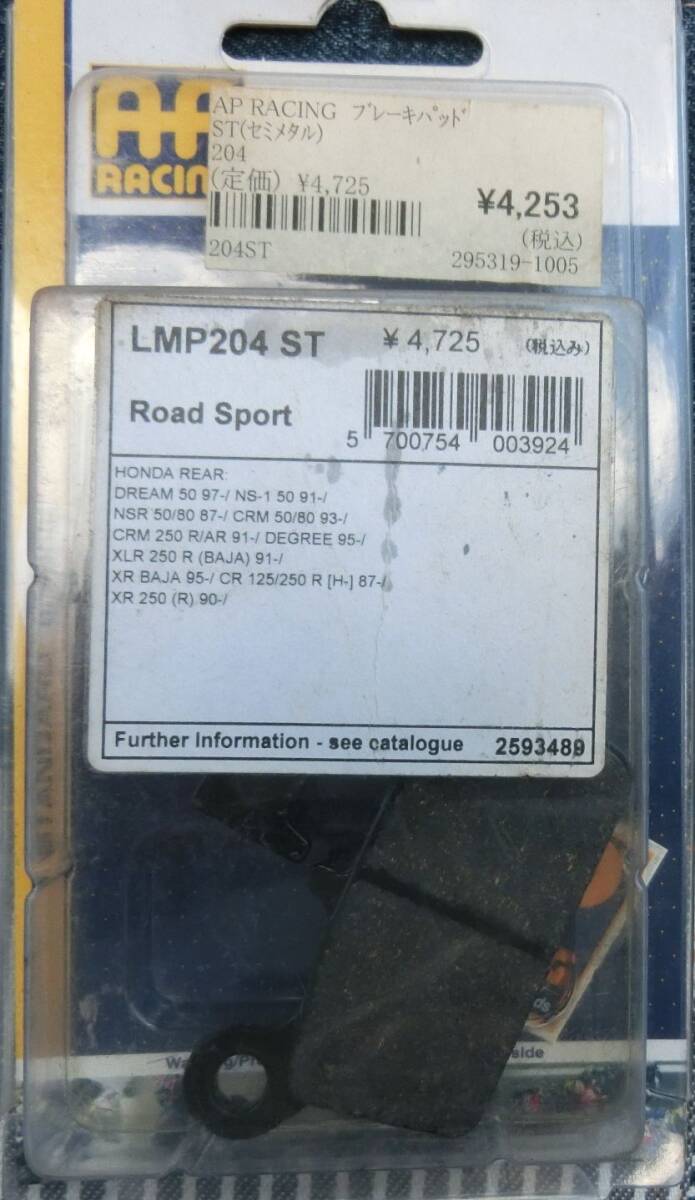 AP RACING ブレーキパッド
ST(セミメタル)
204
(定価) ¥4,725
¥4,253
(税込)
204ST
295319-1005
RACIN
LMP204 ST ¥ 4,725 (税込み)
Road Sport
5 700754 003924
HONDA REAR:
DREAM 50 97-/ NS-1 50 91-/
NSR 50/80 87-/ CRM 50/80 93-/
CRM 250 R/AR 91-/ DEGREE 95-/
XLR 250 R (BAJA) 91-/
XR BAJA 95-/ CR 125/250 R [H-] 87-/
XR 250 (R) 90-/
Further Information - see catalogue 2593489
STANDARD